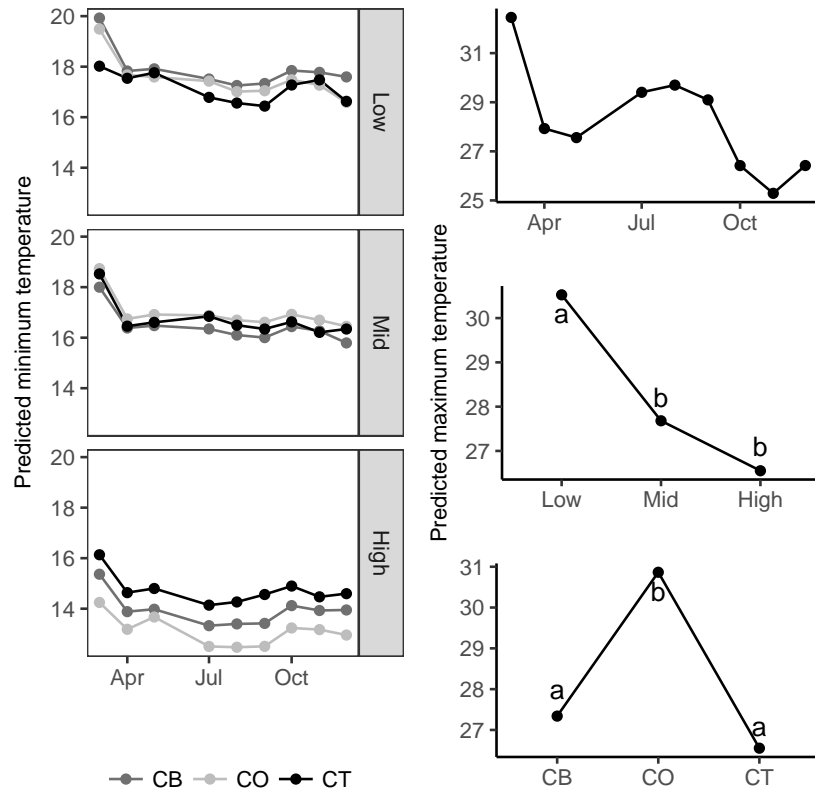 Predicted minimum temperature
20
18
16
14
Low
20
18
16
14
Mid
20
18
16
14
High
Apr Jul Oct
CB CO CT
Predicted maximum temperature
31
29
27
25
Apr Jul Oct
30
29
28
27
a
b
b
Low Mid High
31
30
29
28
27
a
b
a
CB CO CT